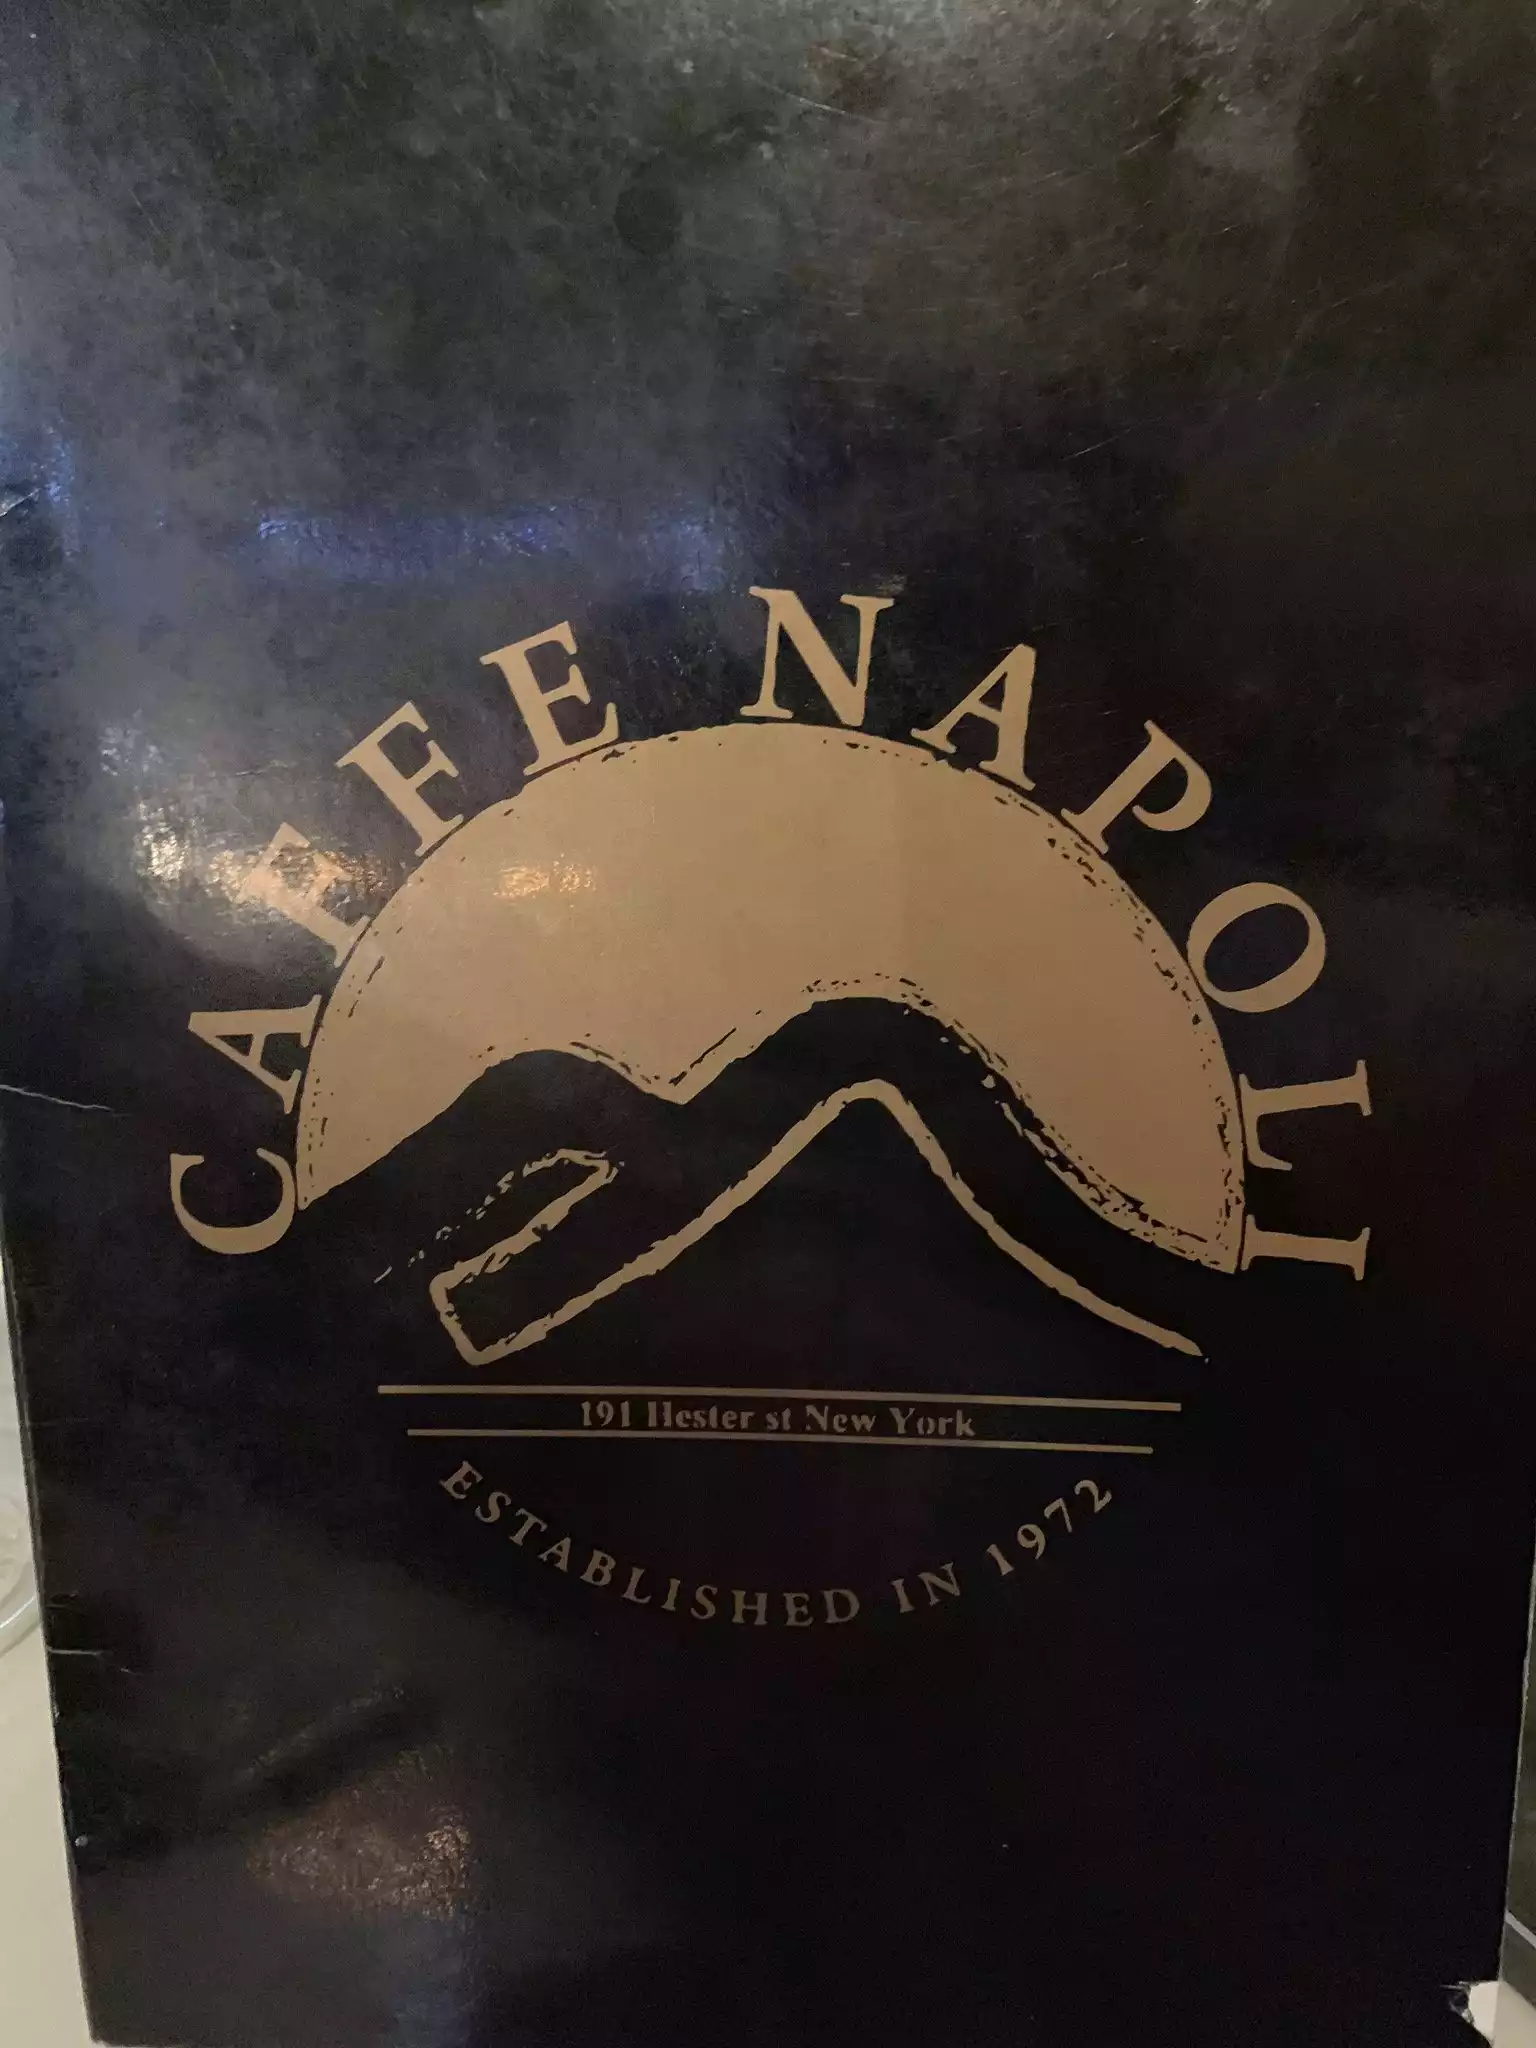 CAFFE NAPOLI
191 Hester st New York
ESTABLISHED IN 1972